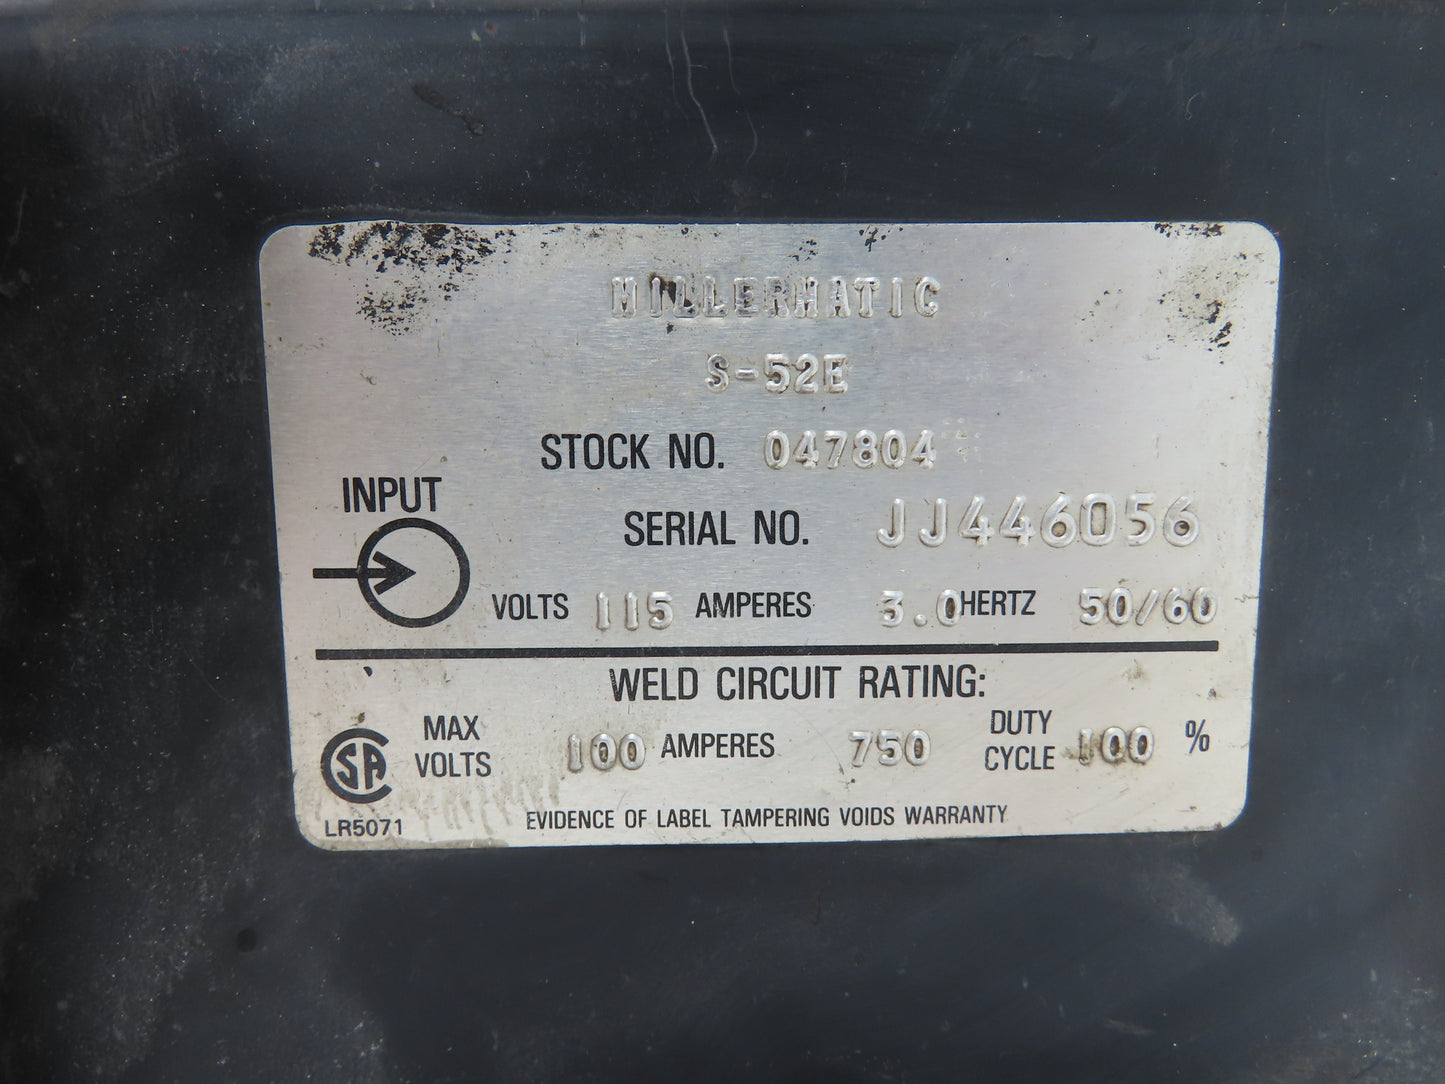 MILLERMATIC
S-52E
STOCK NO. 047804
INPUT
SERIAL NO. JJ446056
VOLTS 115 AMPERES 3.0 HERTZ 50/60
WELD CIRCUIT RATING:
MAX VOLTS 100 AMPERES 750 DUTY CYCLE 100 %
SA
LR5071
EVIDENCE OF LABEL TAMPERING VOIDS WARRANTY